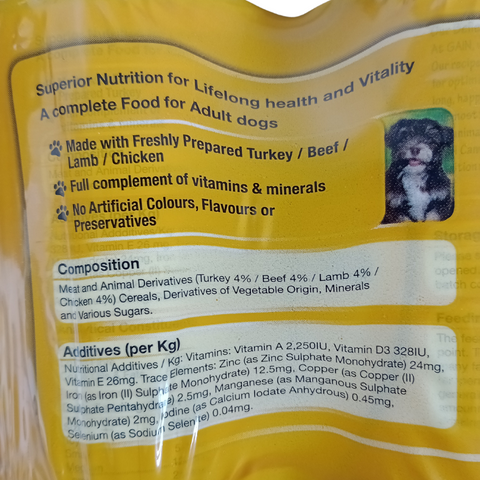 Superior Nutrition for Lifelong health and Vitality
A complete Food for Adult dogs
Made with Freshly Prepared Turkey / Beef /
Lamb / Chicken
Full complement of vitamins & minerals
No Artificial Colours, Flavours or
Preservatives
Composition
Meat and Animal Derivatives (Turkey 4% / Beef 4% / Lamb 4% /
Chicken 4%) Cereals, Derivatives of Vegetable Origin, Minerals
and Various Sugars.
Additives (per Kg)
Nutritional Additives / Kg: Vitamins: Vitamin A 2,250IU, Vitamin D3 328IU,
Vitamin E 26mg. Trace Elements: Zinc (as Zinc Sulphate Monohydrate) 24mg,
Iron (as Iron (II) Sulphate Monohydrate) 12.5mg, Copper (as Copper (II)
Sulphate Pentahydrate) 2.5mg, Manganese (as Manganous Sulphate
Monohydrate) 2mg, Iodine (as Calcium Iodate Anhydrous) 0.45mg,
Selenium (as Sodium Selenite) 0.04mg.